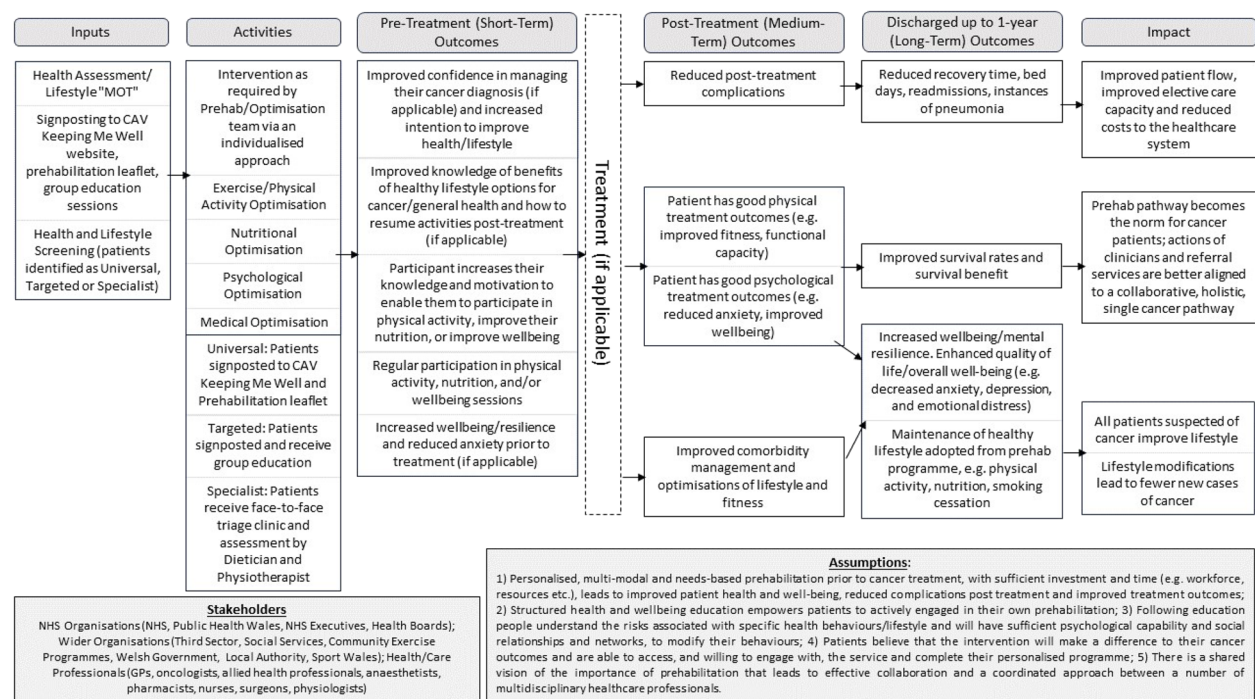 Inputs
Health Assessment/
Lifestyle "MOT"
Signposting to CAV
Keeping Me Well
website,
prehabilitation leaflet,
group education
sessions
Health and Lifestyle
Screening (patients
identified as Universal,
Targeted or Specialist)
Activities
Intervention as
required by
Prehab/Optimisation
team via an
individualised
approach
Exercise/Physical
Activity Optimisation
Nutritional
Optimisation
Psychological
Optimisation
Medical Optimisation
Universal: Patients
signposted to CAV
Keeping Me Well and
Prehabilitation leaflet
Targeted: Patients
signposted and receive
group education
Specialist: Patients
receive face-to-face
triage clinic and
assessment by
Dietician and
Physiotherapist
Pre-Treatment (Short-Term)
Outcomes
Improved confidence in managing
their cancer diagnosis (if
applicable) and increased
intention to improve
health/lifestyle
Improved knowledge of benefits
of healthy lifestyle options for
cancer/general health and how to
resume activities post-treatment
(if applicable)
Participant increases their
knowledge and motivation to
enable them to participate in
physical activity, improve their
nutrition, or improve wellbeing
Regular participation in physical
activity, nutrition, and/or
wellbeing sessions
Increased wellbeing/resilience
and reduced anxiety prior to
treatment (if applicable)
Treatment (if applicable)
Post-Treatment (Medium-
Term) Outcomes
Reduced post-treatment
complications
Patient has good physical
treatment outcomes (e.g.
improved fitness, functional
capacity)
Patient has good psychological
treatment outcomes (e.g.
reduced anxiety, improved
wellbeing)
Improved comorbidity
management and
optimisations of lifestyle and
fitness
Discharged up to 1-year
(Long-Term) Outcomes
Reduced recovery time, bed
days, readmissions, instances
of pneumonia
Improved survival rates and
survival benefit
Increased wellbeing/mental
resilience. Enhanced quality of
life/overall well-being (e.g.
decreased anxiety, depression,
and emotional distress)
Maintenance of healthy
lifestyle adopted from prehab
programme, e.g. physical
activity, nutrition, smoking
cessation
Impact
Improved patient flow,
improved elective care
capacity and reduced
costs to the healthcare
system
Prehab pathway becomes
the norm for cancer
patients; actions of
clinicians and referral
services are better aligned
to a collaborative, holistic,
single cancer pathway
All patients suspected of
cancer improve lifestyle
Lifestyle modifications
lead to fewer new cases
of cancer
Stakeholders
NHS Organisations (NHS, Public Health Wales, NHS Executives, Health Boards);
Wider Organisations (Third Sector, Social Services, Community Exercise
Programmes, Welsh Government, Local Authority, Sport Wales); Health/Care
Professionals (GPs, oncologists, allied health professionals, anaesthetists,
pharmacists, nurses, surgeons, physiologists)
Assumptions:
1) Personalised, multi-modal and needs-based prehabilitation prior to cancer treatment, with sufficient investment and time (e.g. workforce,
resources etc.), leads to improved patient health and well-being, reduced complications post treatment and improved treatment outcomes;
2) Structured health and wellbeing education empowers patients to actively engaged in their own prehabilitation; 3) Following education
people understand the risks associated with specific health behaviours/lifestyle and will have sufficient psychological capability and social
relationships and networks, to modify their behaviours; 4) Patients believe that the intervention will make a difference to their cancer
outcomes and are able to access, and willing to engage with, the service and complete their personalised programme; 5) There is a shared
vision of the importance of prehabilitation that leads to effective collaboration and a coordinated approach between a number of
multidisciplinary healthcare professionals.